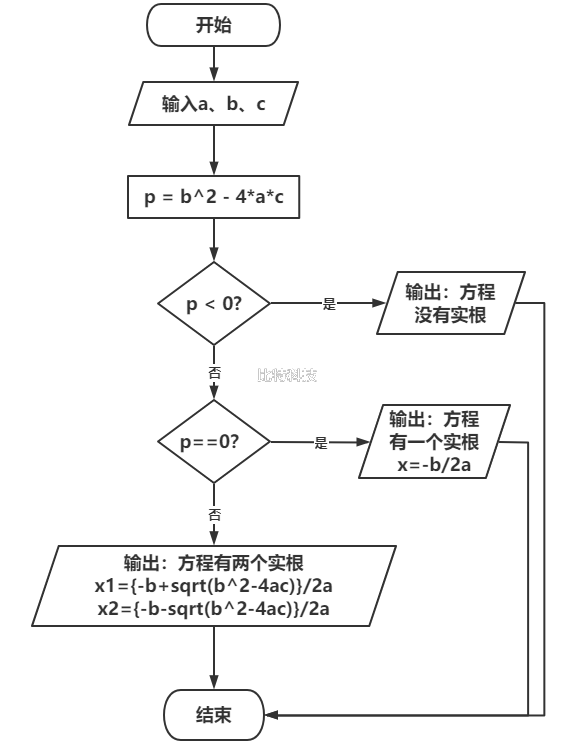 开始
输入a、b、c
p = b^2 - 4*a*c
p < 0?
是
输出：方程
没有实根
否
比特科技
p==0?
是
输出：方程
有一个实根
x=-b/2a
否
输出：方程有两个实根
x1={-b+sqrt(b^2-4ac)}/2a
x2={-b-sqrt(b^2-4ac)}/2a
结束